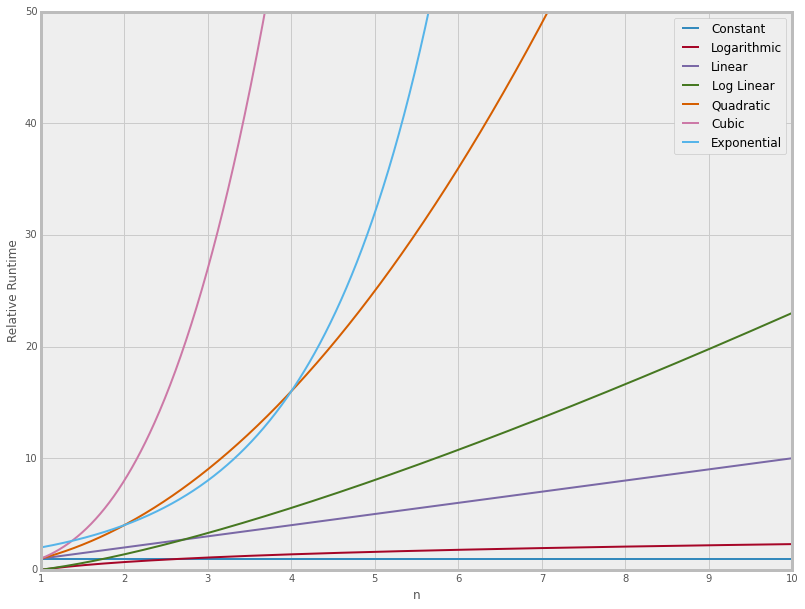 50
40
30
20
10
0
Relative Runtime
1 2 3 4 5 6 7 8 9 10
n
Constant
Logarithmic
Linear
Log Linear
Quadratic
Cubic
Exponential